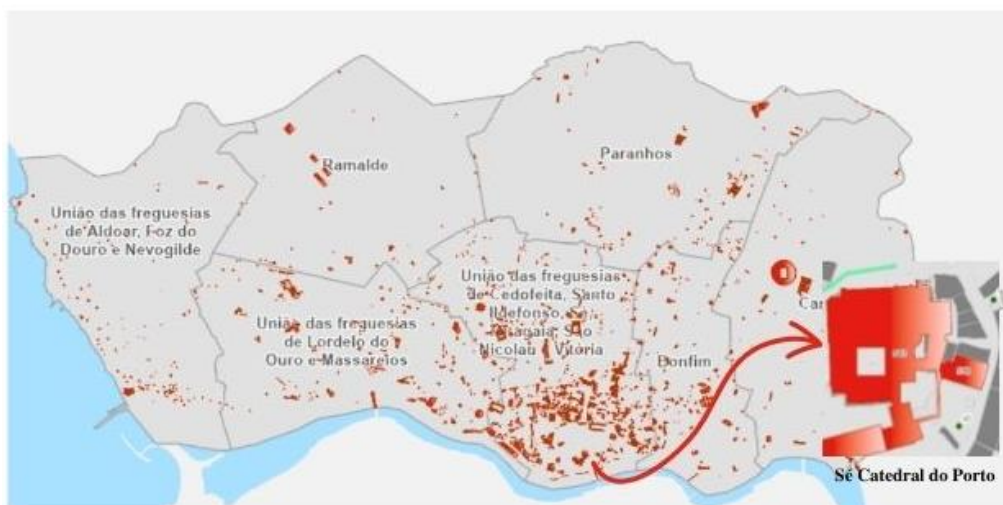 Ramalde
Paranhos
União das freguesias
de Aldoar, Foz do
Douro e Nevogilde
União das freguesias
de Cedofeita, Santo
Ildefonso, Sé,
Miragaia, São
Nicolau e Vitória
União das freguesias
de Lordelo do
Ouro e Massarelos
Bonfim
Ca
Sé Catedral do Porto